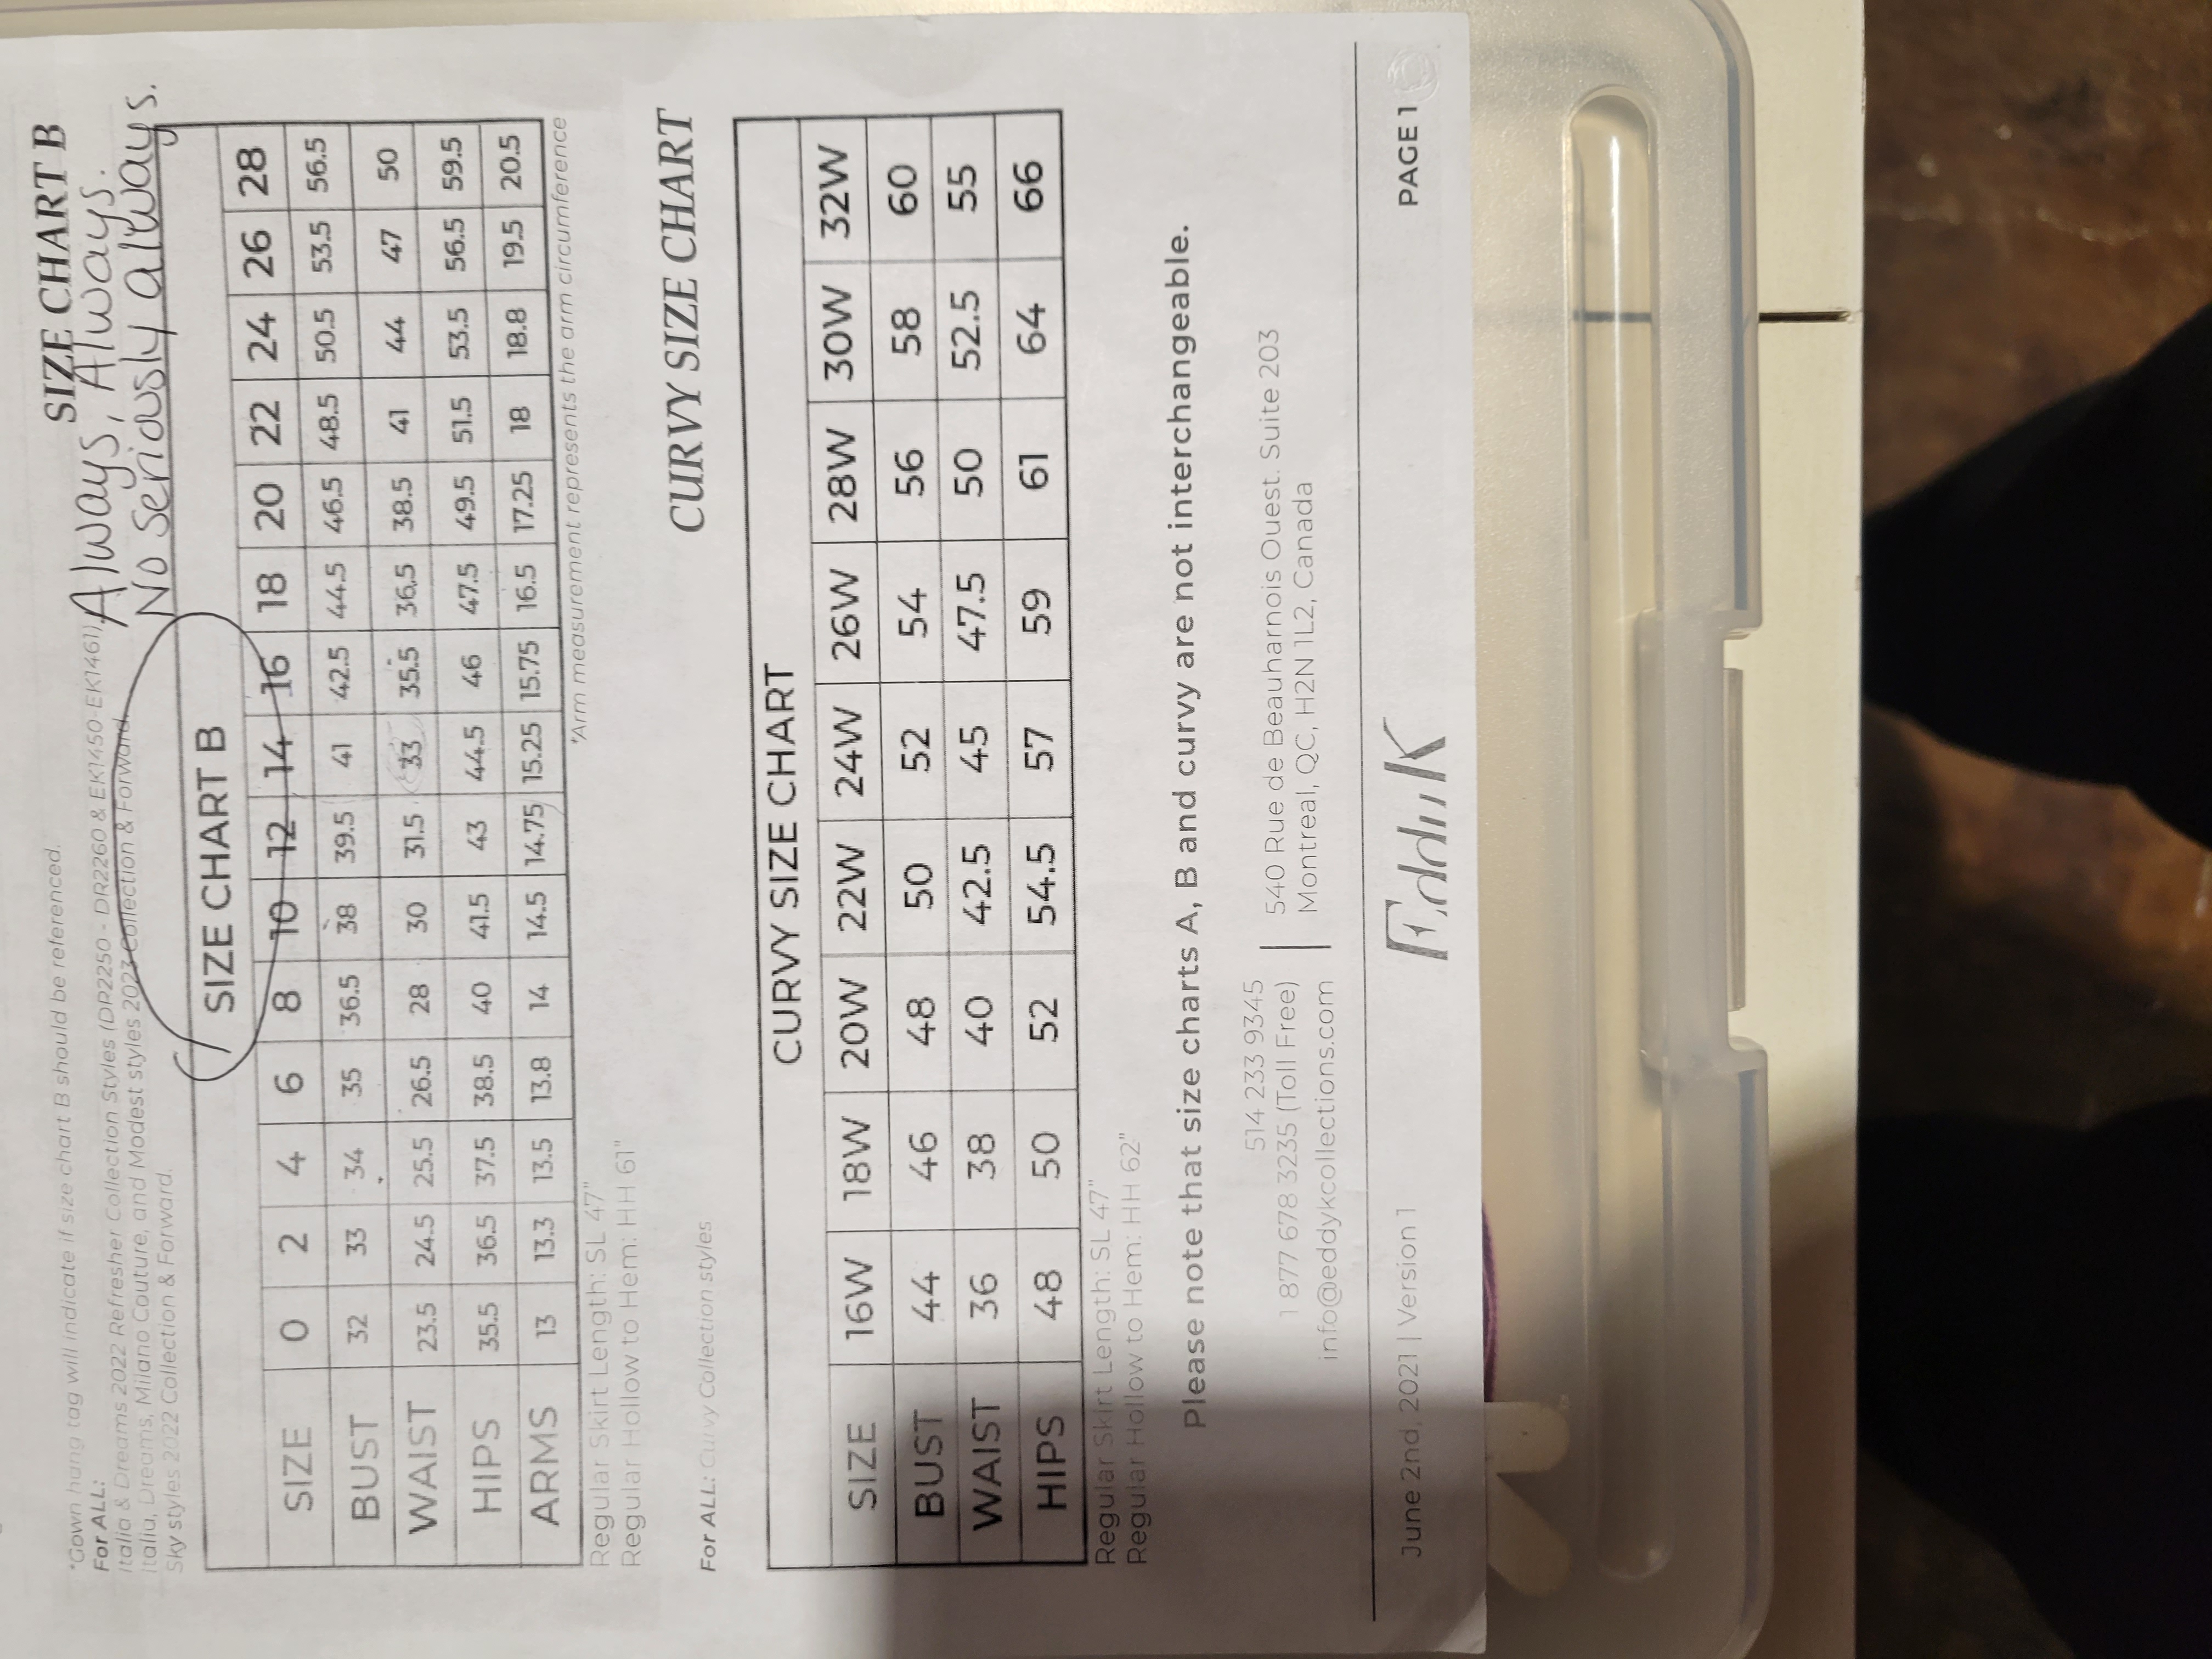 *Gown hang tag will indicate if size chart B should be referenced.
SIZE CHART B
For ALL:
Italia & Dreams 2022 Refresher Collection Styles (DR2250 - DR2260 & EK1450-EK1461)
Italia, Dreams, Milano Couture, and Modest styles 2023 Collection & Forward.
Sky styles 2022 Collection & Forward.
Always, Always.
No seriously always.
SIZE CHART B
SIZE 0 2 4 6 8 10 12 14 16 18 20 22 24 26 28
BUST 32 33 34 35 36.5 38 39.5 41 42.5 44.5 46.5 48.5 50.5 53.5 56.5
WAIST 23.5 24.5 25.5 26.5 28 30 31.5 33 35.5 36.5 38.5 41 44 47 50
HIPS 35.5 36.5 37.5 38.5 40 41.5 43 44.5 46 47.5 49.5 51.5 53.5 56.5 59.5
ARMS 13 13.3 13.5 13.8 14 14.5 14.75 15.25 15.75 16.5 17.25 18 18.8 19.5 20.5
*Arm measurement represents the arm circumference
Regular Skirt Length: SL 47"
Regular Hollow to Hem: HH 61"
CURVY SIZE CHART
For ALL: Curvy Collection styles
CURVY SIZE CHART
SIZE 16W 18W 20W 22W 24W 26W 28W 30W 32W
BUST 44 46 48 50 52 54 56 58 60
WAIST 36 38 40 42.5 45 47.5 50 52.5 55
HIPS 48 50 52 54.5 57 59 61 64 66
Regular Skirt Length: SL 47"
Regular Hollow to Hem: HH 62"
Please note that size charts A, B and curvy are not interchangeable.
514 233 9345
1 877 678 3235 (Toll Free)
info@eddykcollections.com
540 Rue de Beauharnois Ouest. Suite 203
Montreal, QC, H2N 1L2, Canada
June 2nd, 2021 | Version 1
Eddy K
PAGE 1